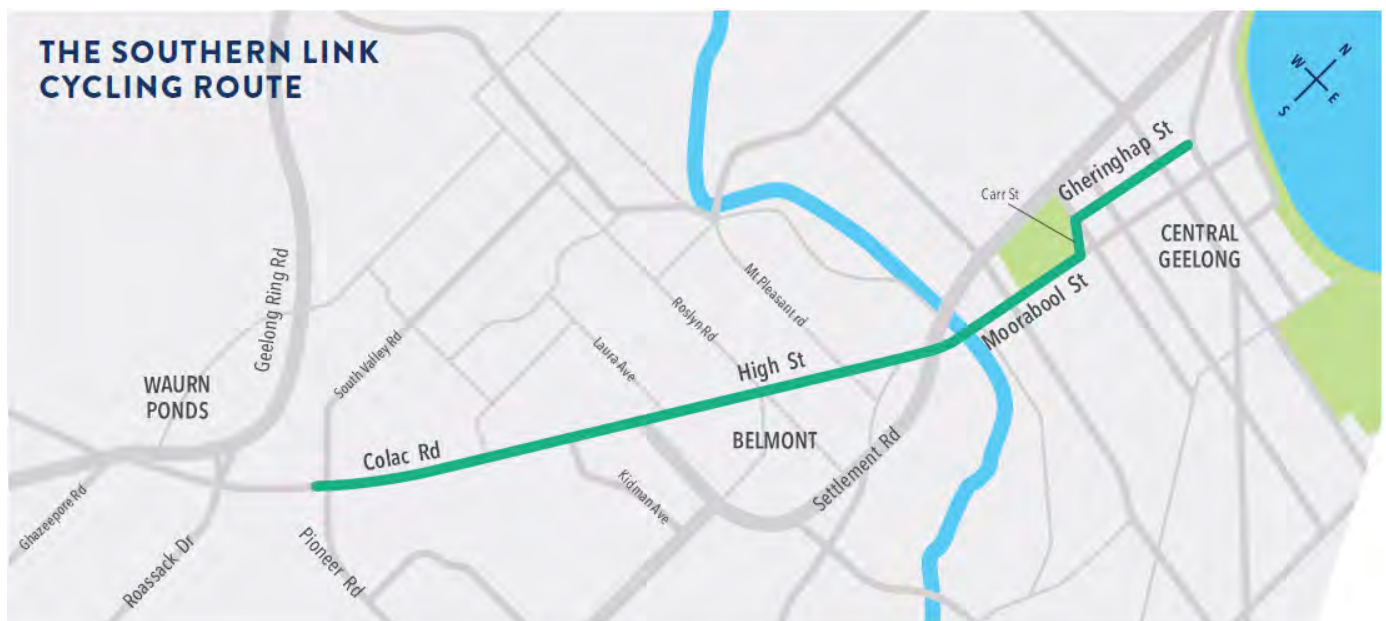 THE SOUTHERN LINK
CYCLING ROUTE
N
W
E
S
Gheringhap St
Carr St
CENTRAL
GEELONG
Moorabool St
Mt Pleasant rd
Roslyn Rd
Geelong Ring Rd
South Valley Rd
Laura Ave
High St
WAURN
PONDS
BELMONT
Colac Rd
Settlement Rd
Kidman Ave
Ghazeepore Rd
Roassack Dr
Pioneer Rd